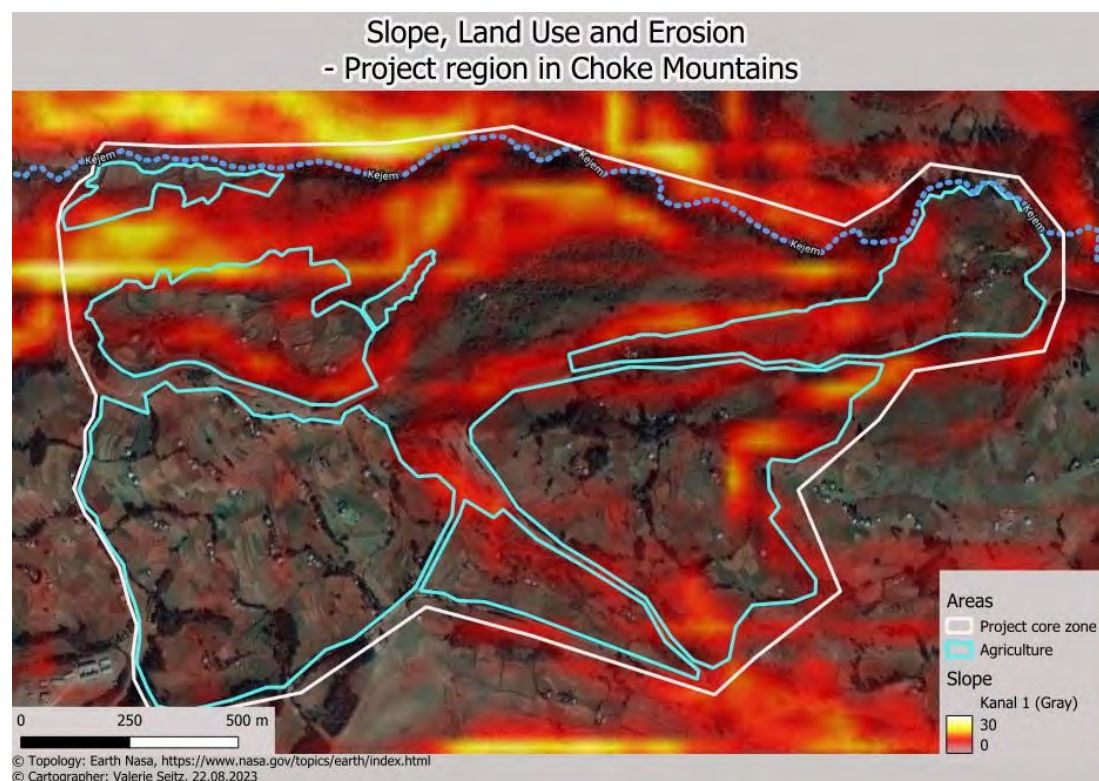 Slope, Land Use and Erosion
- Project region in Choke Mountains
Kejem
Kejem
Kejem
Kejem
Kejem
Areas
Project core zone
Agriculture
Slope
Kanal 1 (Gray)
30
0
0 250 500 m
© Topology: Earth Nasa, https://www.nasa.gov/topics/earth/index.html
© Cartographer: Valerie Seitz, 22.08.2023